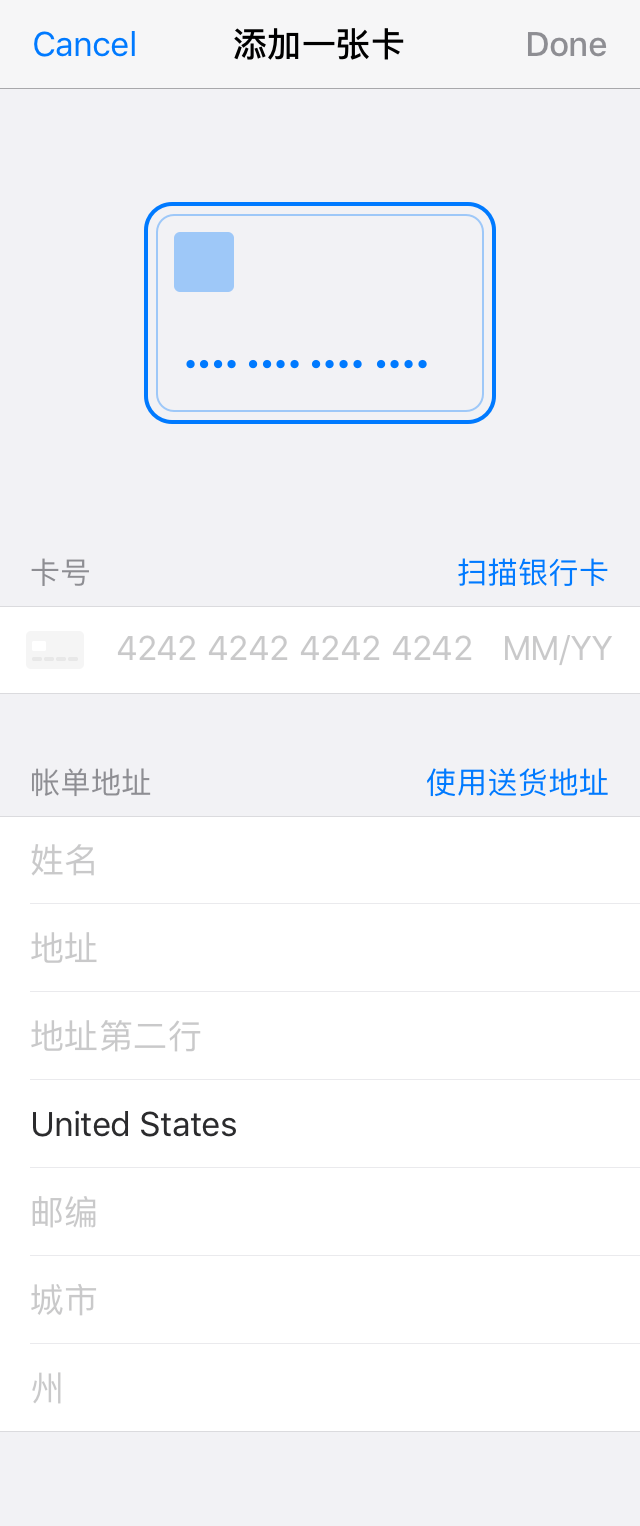 Cancel 添加一张卡 Done
•••• •••• •••• ••••
卡号 扫描银行卡
4242 4242 4242 4242 MM/YY
帐单地址 使用送货地址
姓名
地址
地址第二行
United States
邮编
城市
州